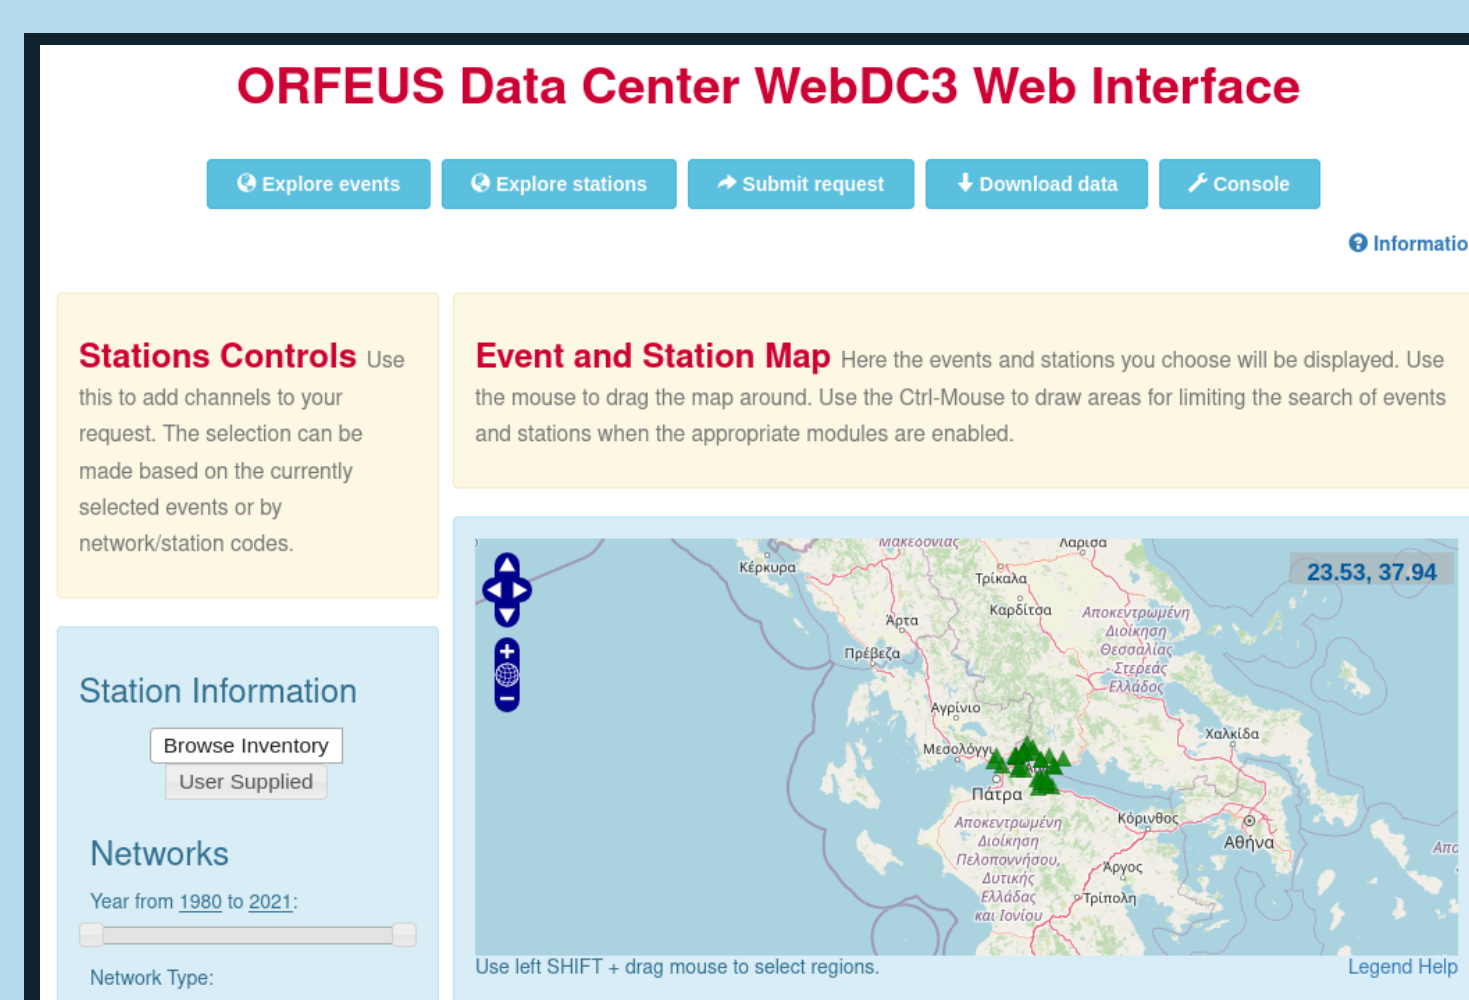 ORFEUS Data Center WebDC3 Web Interface
Explore events
Explore stations
Submit request
Download data
Console
Informatio
Stations Controls Use
this to add channels to your
request. The selection can be
made based on the currently
selected events or by
network/station codes.
Event and Station Map Here the events and stations you choose will be displayed. Use
the mouse to drag the map around. Use the Ctrl-Mouse to draw areas for limiting the search of events
and stations when the appropriate modules are enabled.
Station Information
Browse Inventory
User Supplied
Networks
Year from 1980 to 2021:
Network Type:
23.53, 37.94
Μακεδονίας
Λάρισα
Κέρκυρα
Τρίκαλα
Καρδίτσα
Άρτα
Αποκεντρωμένη
Διοίκηση
Θεσσαλίας
- Στερεάς
Ελλάδος
Πρέβεζα
Αγρίνιο
Χαλκίδα
Μεσολόγγι
Πάτρα
Αποκεντρωμένη
Διοίκηση
Πελοποννήσου,
Δυτικής
Ελλάδας
και Ιονίου
Κόρινθος
Αθήνα
Άργος
Τρίπολη
Απο
Use left SHIFT + drag mouse to select regions.
Legend Help